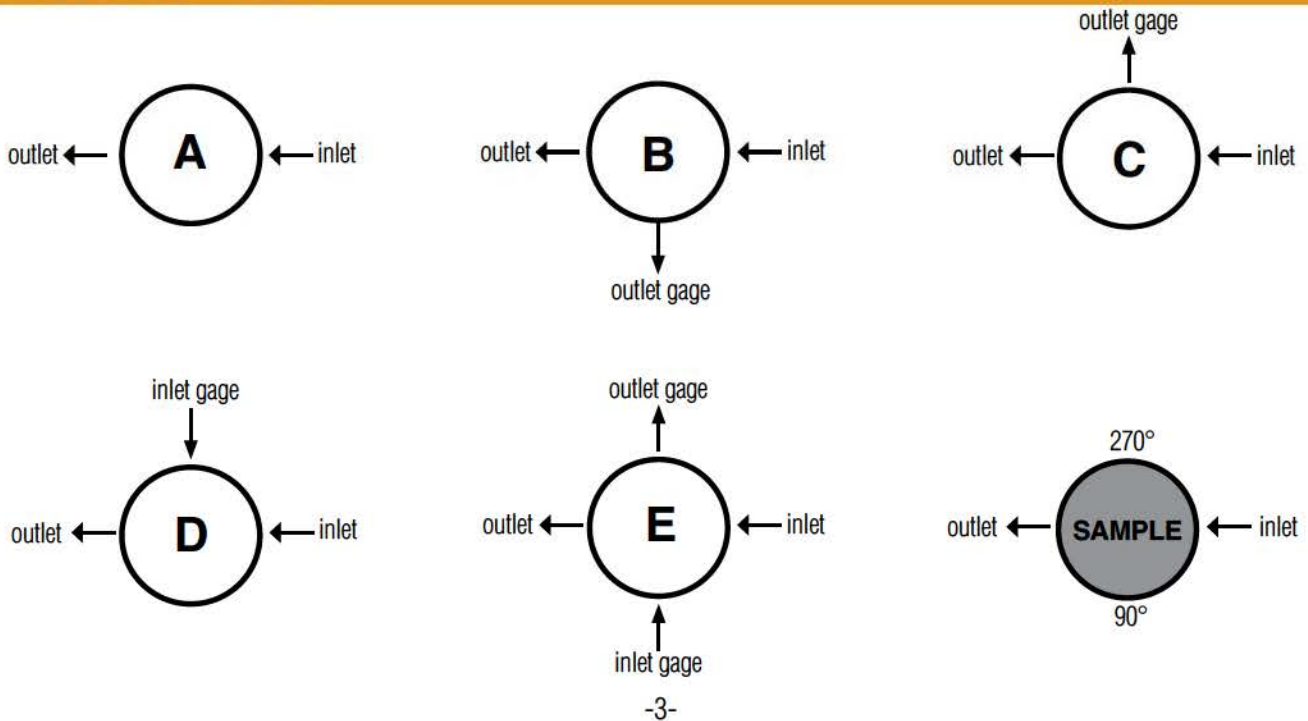 outlet gage
outlet
A
inlet
outlet
B
inlet
outlet
C
inlet
outlet gage
inlet gage
outlet gage
270°
outlet
D
inlet
outlet
E
inlet
outlet
SAMPLE
inlet
90°
inlet gage
-3-